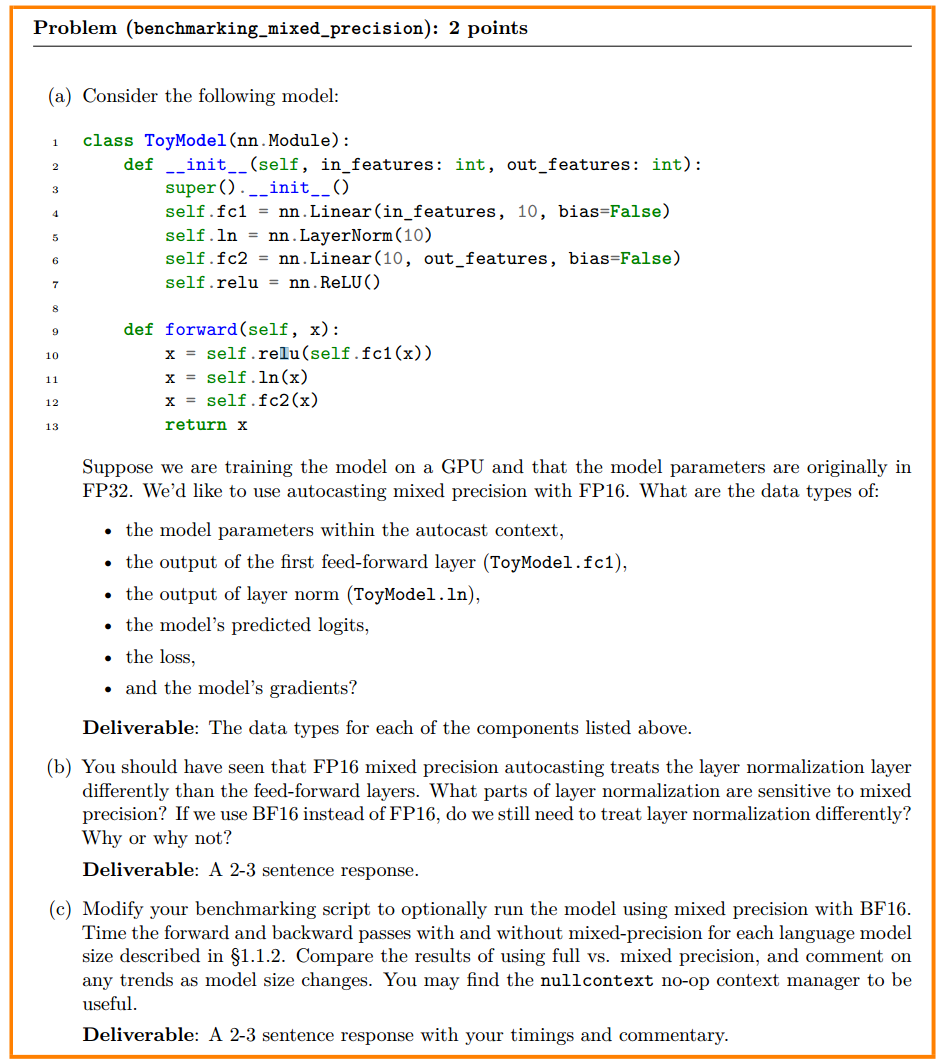 Problem (benchmarking_mixed_precision): 2 points
(a) Consider the following model:
1 class ToyModel(nn.Module):
2 def __init__(self, in_features: int, out_features: int):
3 super().__init__()
4 self.fc1 = nn.Linear(in_features, 10, bias=False)
5 self.ln = nn.LayerNorm(10)
6 self.fc2 = nn.Linear(10, out_features, bias=False)
7 self.relu = nn.ReLU()
8
9 def forward(self, x):
10 x = self.relu(self.fc1(x))
11 x = self.ln(x)
12 x = self.fc2(x)
13 return x
Suppose we are training the model on a GPU and that the model parameters are originally in
FP32. We'd like to use autocasting mixed precision with FP16. What are the data types of:
• the model parameters within the autocast context,
• the output of the first feed-forward layer (ToyModel.fc1),
• the output of layer norm (ToyModel.ln),
• the model's predicted logits,
• the loss,
• and the model's gradients?
Deliverable: The data types for each of the components listed above.
(b) You should have seen that FP16 mixed precision autocasting treats the layer normalization layer
differently than the feed-forward layers. What parts of layer normalization are sensitive to mixed
precision? If we use BF16 instead of FP16, do we still need to treat layer normalization differently?
Why or why not?
Deliverable: A 2-3 sentence response.
(c) Modify your benchmarking script to optionally run the model using mixed precision with BF16.
Time the forward and backward passes with and without mixed-precision for each language model
size described in §1.1.2. Compare the results of using full vs. mixed precision, and comment on
any trends as model size changes. You may find the nullcontext no-op context manager to be
useful.
Deliverable: A 2-3 sentence response with your timings and commentary.